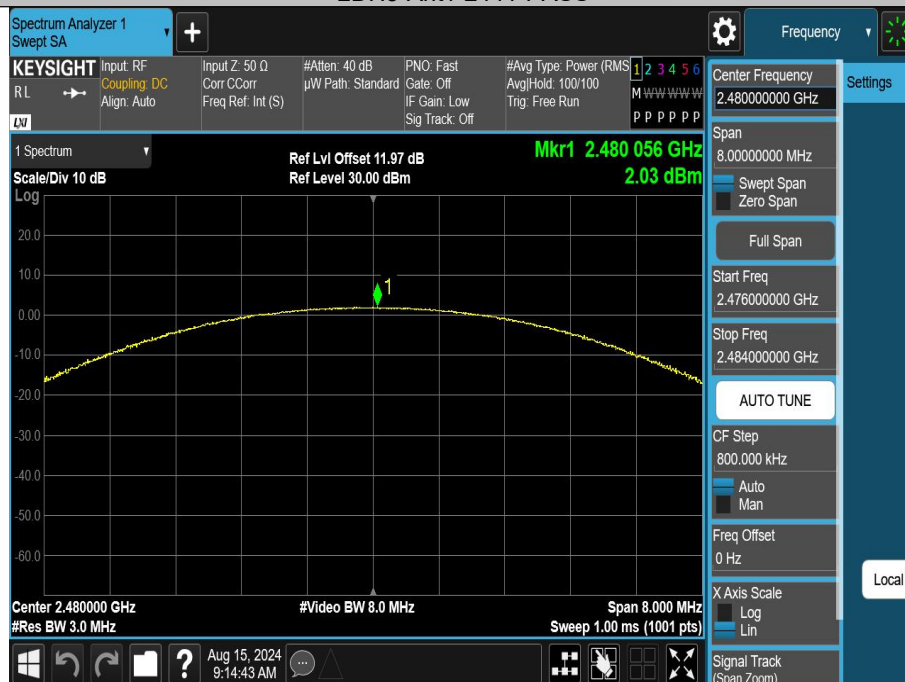 Spectrum Analyzer 1
Swept SA
+
Frequency
KEYSIGHT
RL
LXI
Input: RF
Coupling: DC
Align: Auto
Input Z: 50 Ω
Corr CCorr
Freq Ref: Int (S)
#Atten: 40 dB
µW Path: Standard
PNO: Fast
Gate: Off
IF Gain: Low
Sig Track: Off
#Avg Type: Power (RMS
Avg|Hold: 100/100
Trig: Free Run
1 2 3 4 5 6
M W W W W W
P P P P P P
1 Spectrum
Scale/Div 10 dB
Log
Ref Lvl Offset 11.97 dB
Ref Level 30.00 dBm
Mkr1 2.480 056 GHz
2.03 dBm
20.0
10.0
0.00
-10.0
-20.0
-30.0
-40.0
-50.0
-60.0
1
Center 2.480000 GHz
#Res BW 3.0 MHz
#Video BW 8.0 MHz
Span 8.000 MHz
Sweep 1.00 ms (1001 pts)
?
Aug 15, 2024
9:14:43 AM
Center Frequency
2.480000000 GHz
Span
8.00000000 MHz
Swept Span
Zero Span
Full Span
Start Freq
2.476000000 GHz
Stop Freq
2.484000000 GHz
AUTO TUNE
CF Step
800.000 kHz
Auto
Man
Freq Offset
0 Hz
X Axis Scale
Log
Lin
Signal Track
(Span Zoom)
Settings
Local